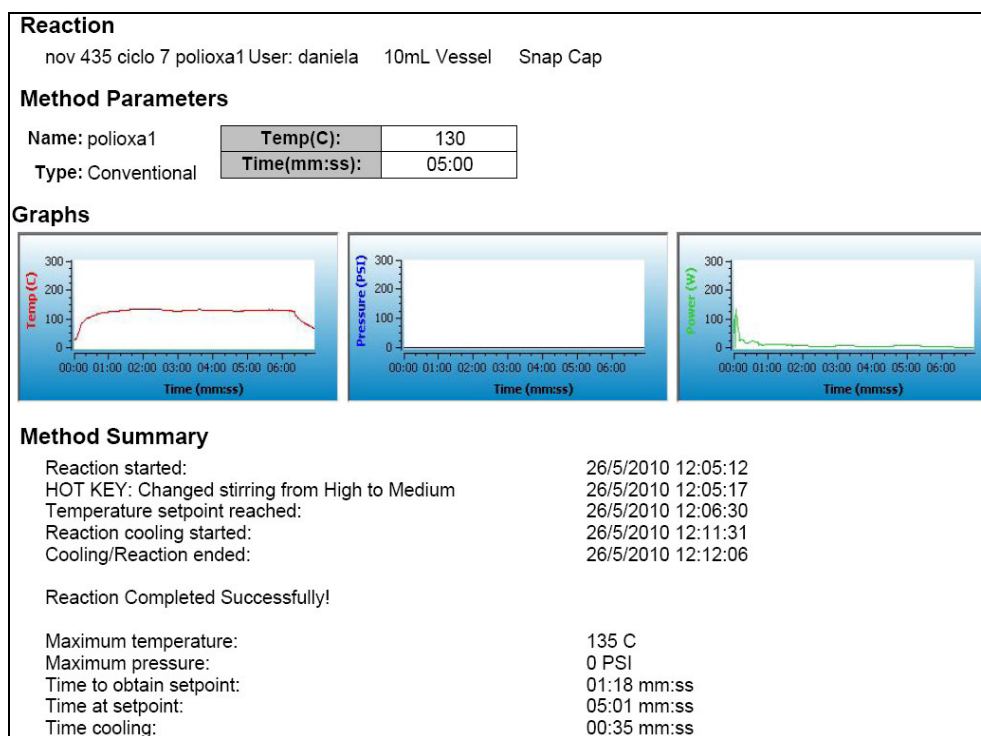 Reaction
nov 435 ciclo 7 polioxa1 User: daniela 10mL Vessel Snap Cap
Method Parameters
Name: polioxa1
Type: Conventional
Temp(C): 130
Time(mm:ss): 05:00
Graphs
Temp (C)
300
200
100
0
00:00 01:00 02:00 03:00 04:00 05:00 06:00
Time (mm:ss)
Pressure (PSI)
300
200
100
0
00:00 01:00 02:00 03:00 04:00 05:00 06:00
Time (mm:ss)
Power (W)
300
200
100
0
00:00 01:00 02:00 03:00 04:00 05:00 06:00
Time (mm:ss)
Method Summary
Reaction started: 26/5/2010 12:05:12
HOT KEY: Changed stirring from High to Medium 26/5/2010 12:05:17
Temperature setpoint reached: 26/5/2010 12:06:30
Reaction cooling started: 26/5/2010 12:11:31
Cooling/Reaction ended: 26/5/2010 12:12:06
Reaction Completed Successfully!
Maximum temperature: 135 C
Maximum pressure: 0 PSI
Time to obtain setpoint: 01:18 mm:ss
Time at setpoint: 05:01 mm:ss
Time cooling: 00:35 mm:ss